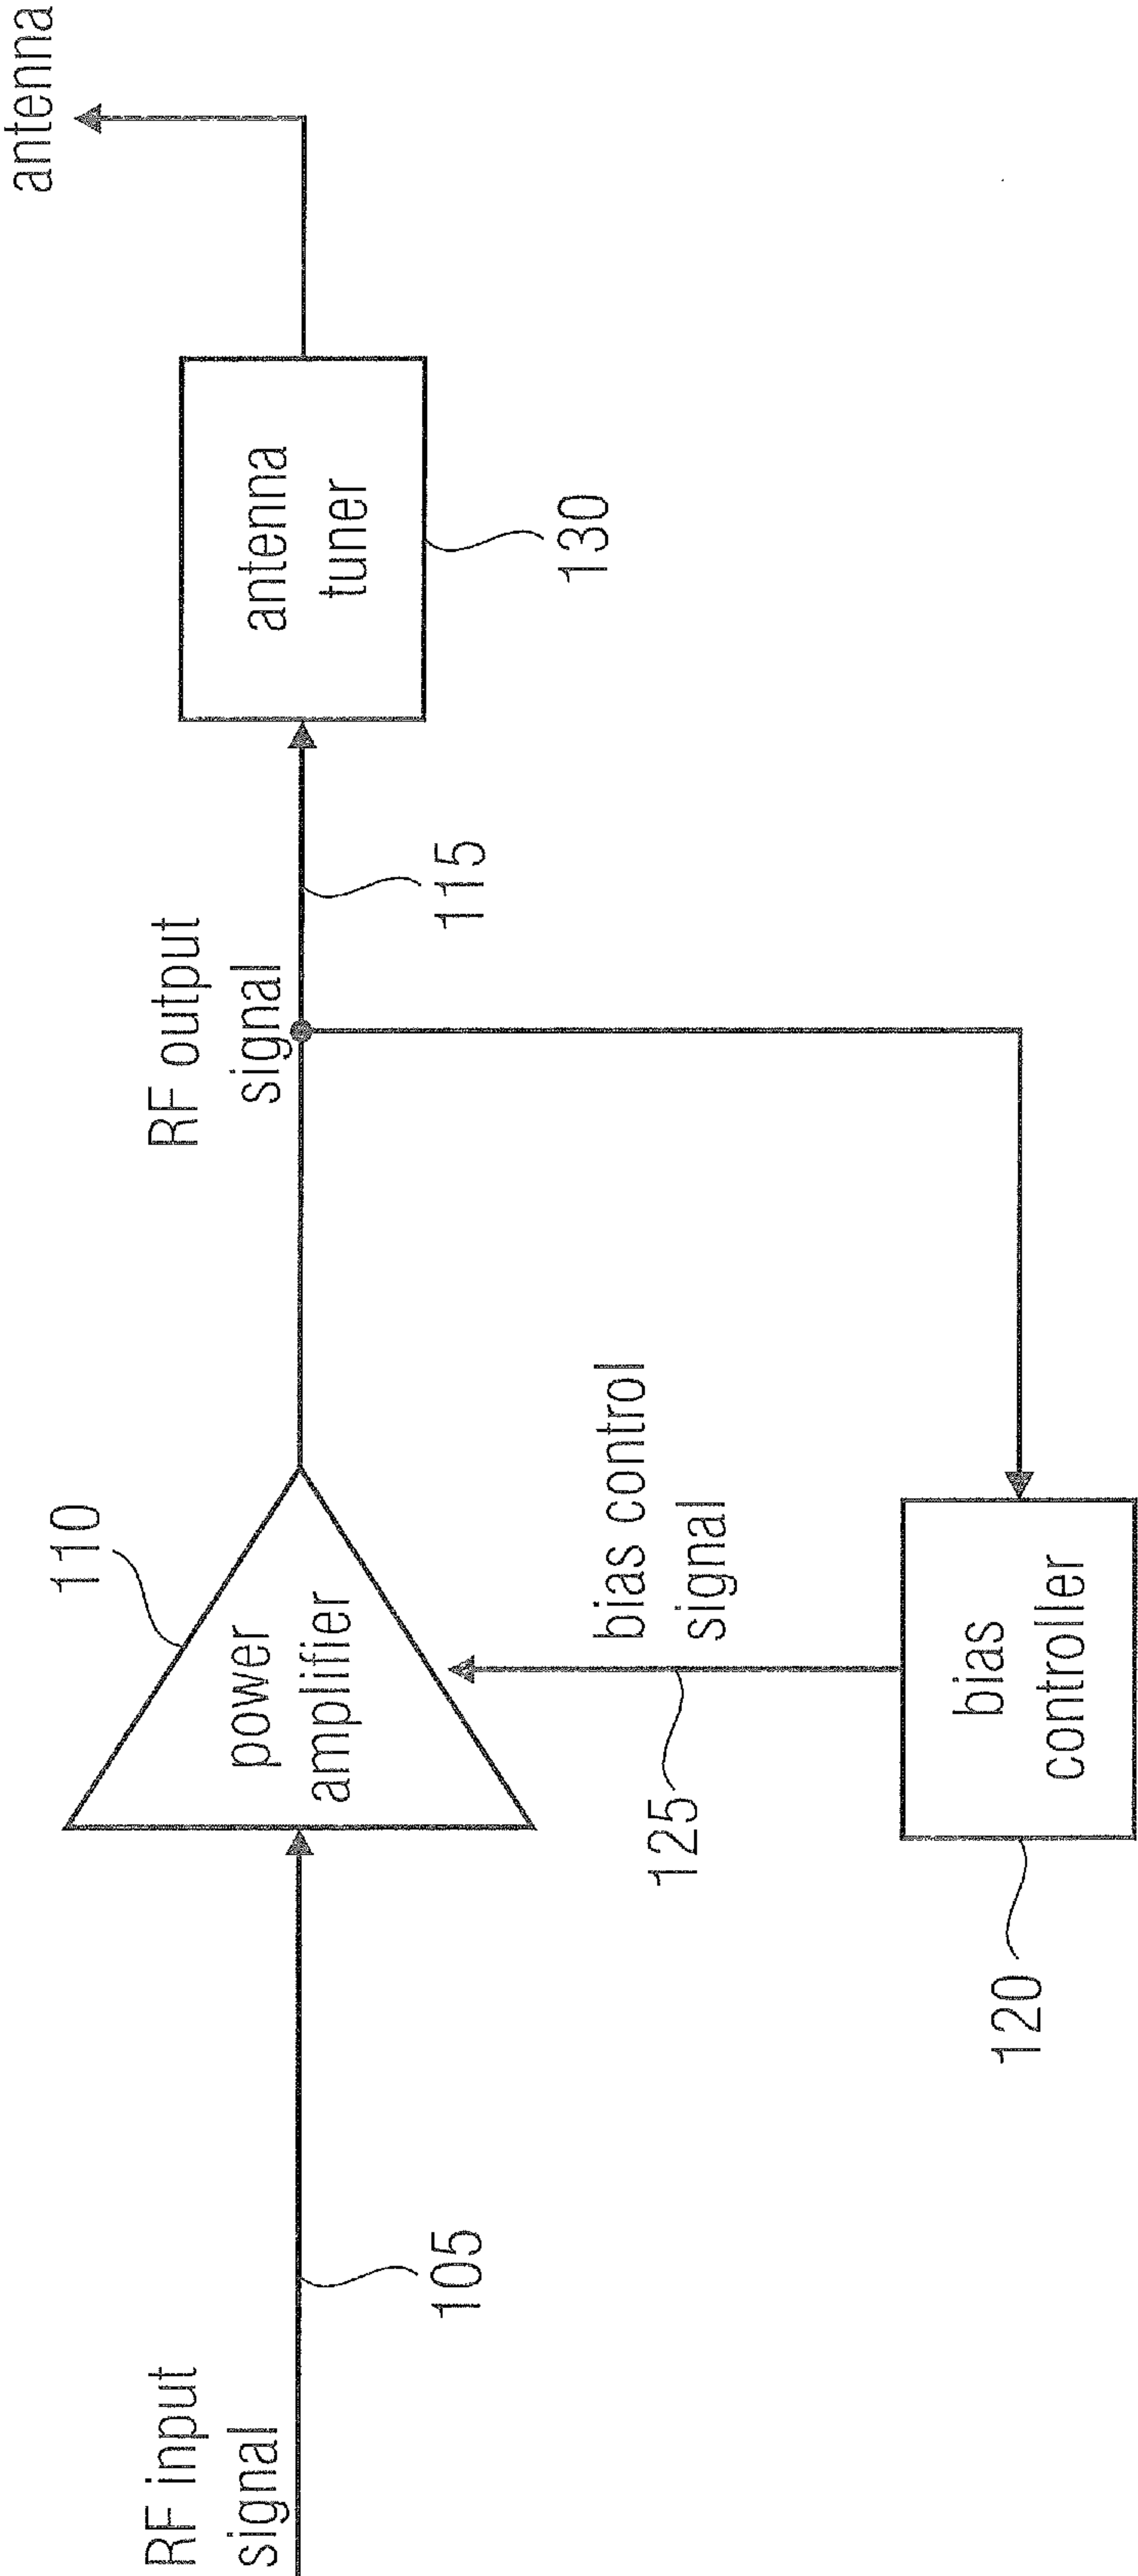 RF input
signal
105
110
power
amplifier
RF output
signal
115
antenna
tuner
130
antenna
bias control
signal
125
bias
controller
120